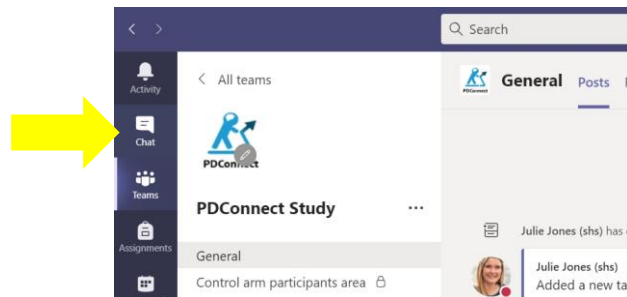 Search
Activity
Chat
Teams
Assignments
All teams
PDConnect
PDConnect Study
...
General
Control arm participants area
PDConnect
General Posts
Julie Jones (shs) has
Julie Jones (shs)
Added a new ta